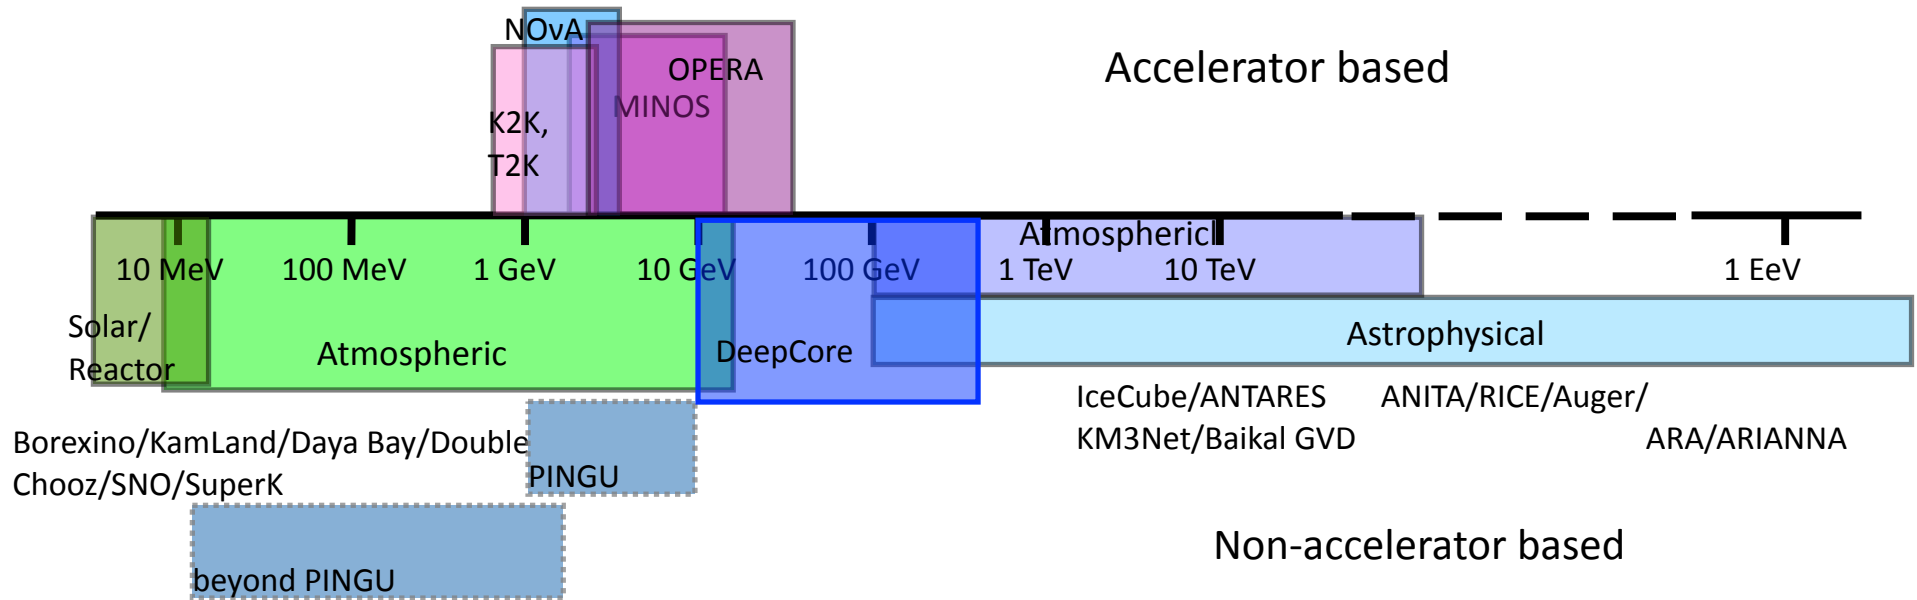 NOvA
OPERA
MINOS
K2K,
T2K
Accelerator based
Atmospheric
10 MeV
100 MeV
1 GeV
10 GeV
100 GeV
1 TeV
10 TeV
1 EeV
Solar/
Reactor
Atmospheric
DeepCore
Astrophysical
IceCube/ANTARES
KM3Net/Baikal GVD
ANITA/RICE/Auger/
ARA/ARIANNA
Borexino/KamLand/Daya Bay/Double
Chooz/SNO/SuperK
PINGU
beyond PINGU
Non-accelerator based